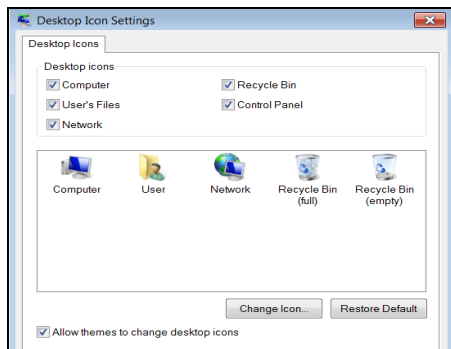 Desktop Icon Settings
Desktop Icons
Desktop icons
Computer
Recycle Bin
User's Files
Control Panel
Network
Computer
User
Network
Recycle Bin (full)
Recycle Bin (empty)
Change Icon...
Restore Default
Allow themes to change desktop icons